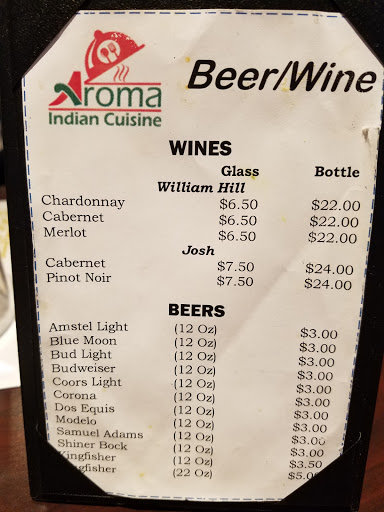 Aroma
Indian Cuisine
Beer/Wine
WINES
Glass Bottle
William Hill
Chardonnay $6.50 $22.00
Cabernet $6.50 $22.00
Merlot $6.50 $22.00
Josh
Cabernet $7.50 $24.00
Pinot Noir $7.50 $24.00
BEERS
Amstel Light (12 Oz) $3.00
Blue Moon (12 Oz) $3.00
Bud Light (12 Oz) $3.00
Budweiser (12 Oz) $3.00
Coors Light (12 Oz) $3.00
Corona (12 Oz) $3.00
Dos Equis (12 Oz) $3.00
Modelo (12 Oz) $3.00
Samuel Adams (12 Oz) $3.00
Shiner Bock (12 Oz) $3.00
Kingfisher (12 Oz) $3.50
gfisher (22 Oz) $5.0